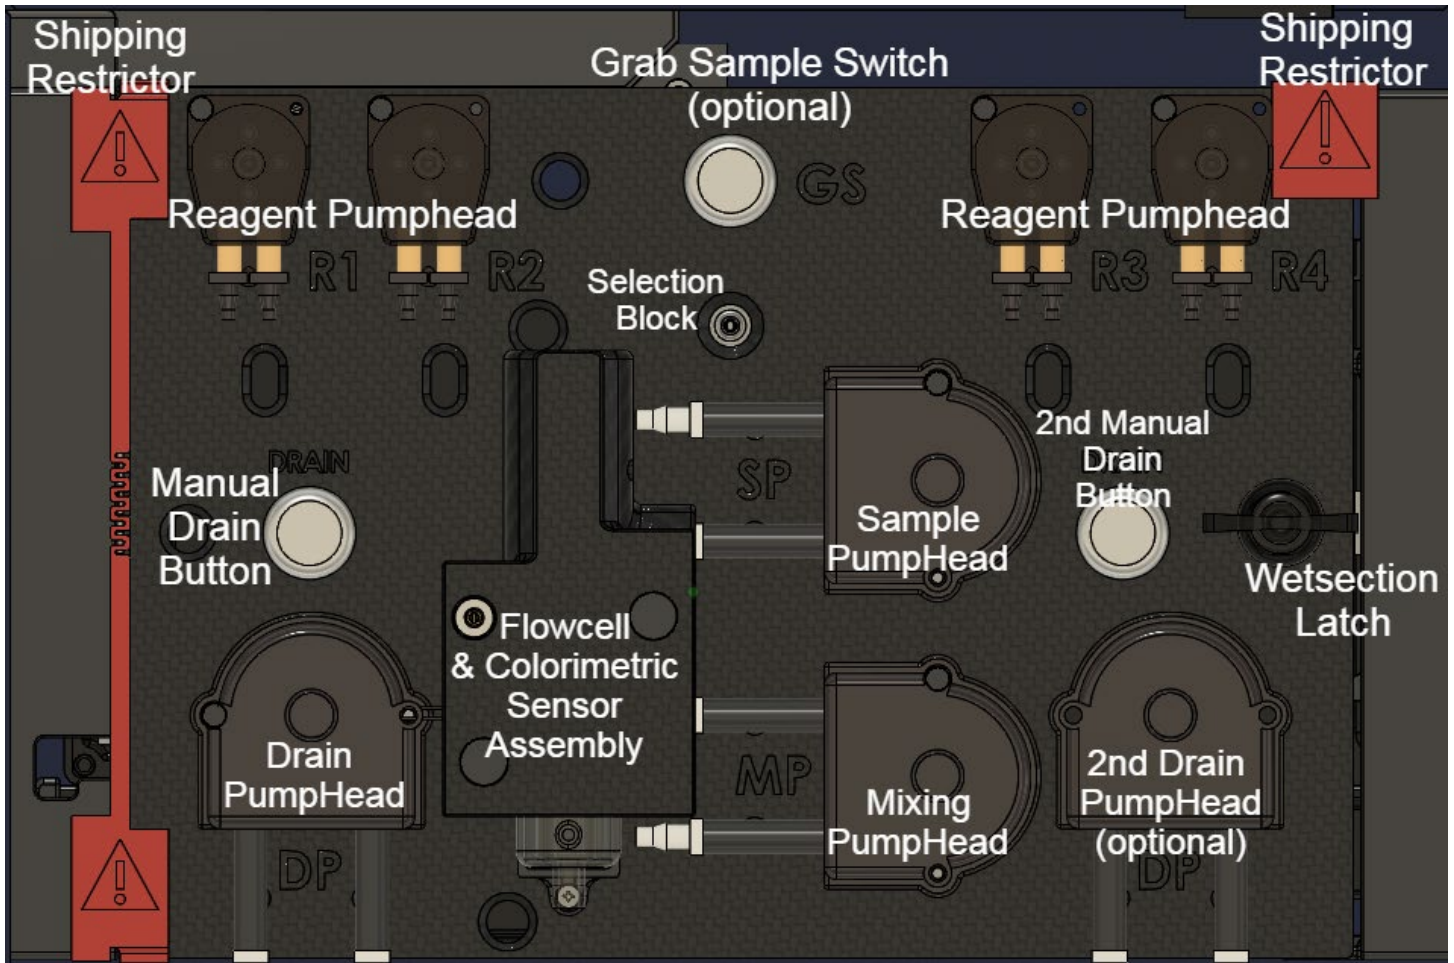 Shipping
Restrictor
Grab Sample Switch
(optional)
Shipping
Restrictor
GS
Reagent Pumphead
Reagent Pumphead
R1
R2
R3
R4
Selection
Block
DRAIN
Manual
Drain
Button
SP
2nd Manual
Drain
Button
Sample
PumpHead
Wetsection
Latch
Flowcell
& Colorimetric
Sensor
Assembly
Drain
PumpHead
MP
Mixing
PumpHead
2nd Drain
PumpHead
(optional)
DP
DP